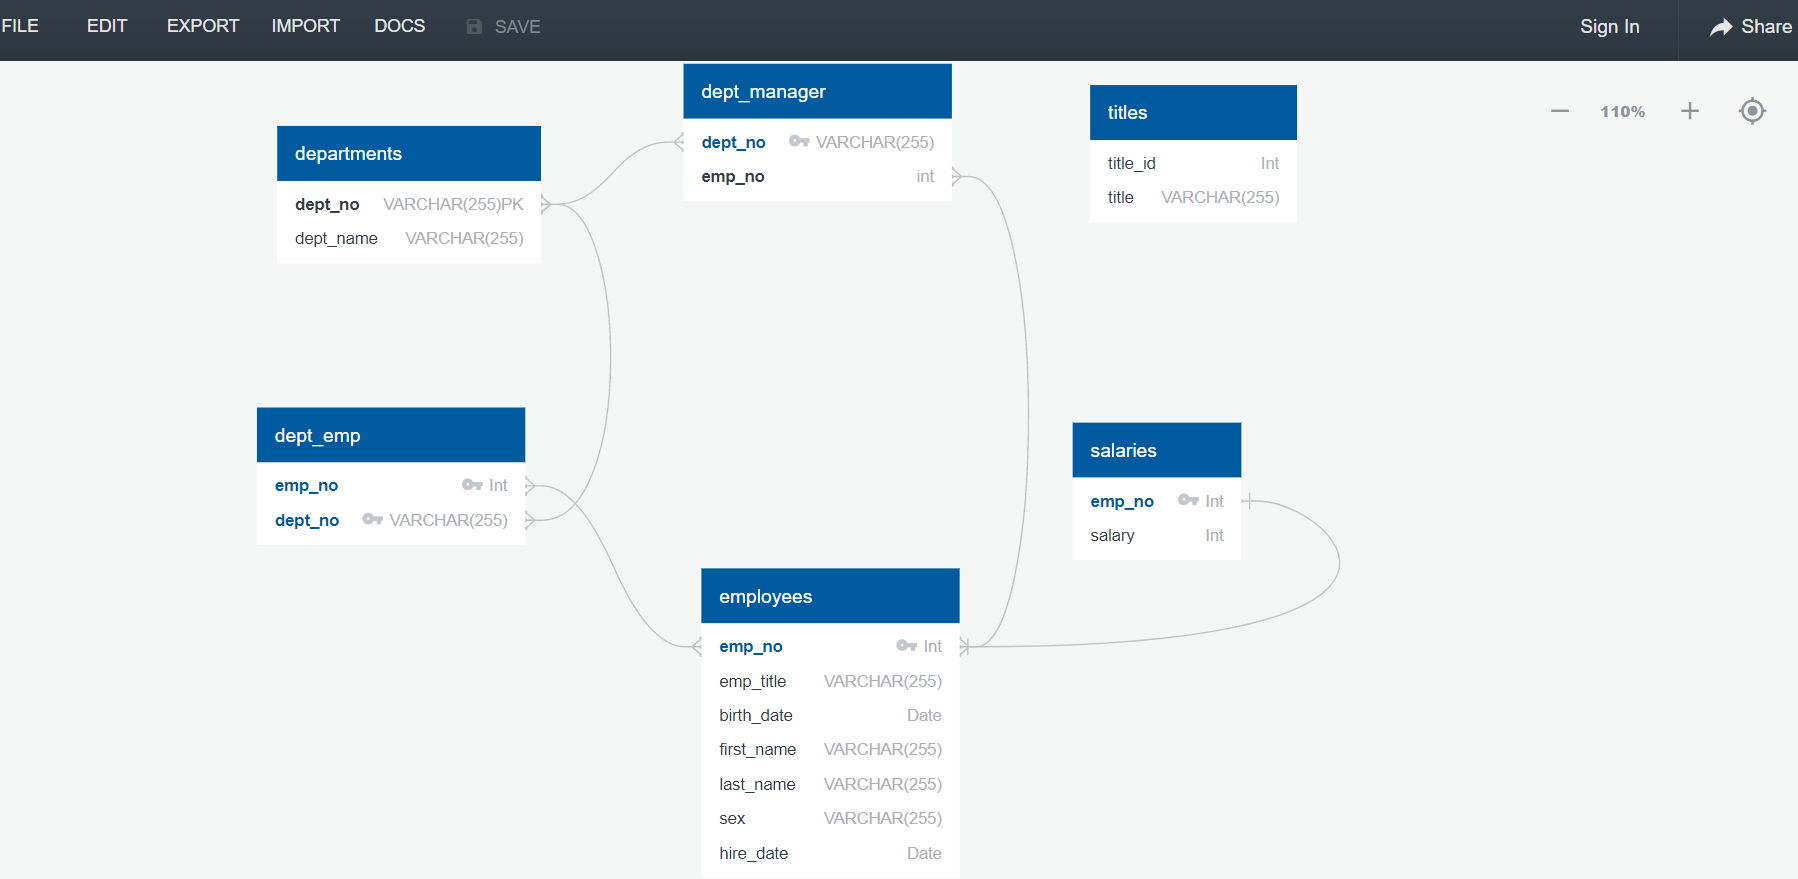 FILE EDIT EXPORT IMPORT DOCS SAVE Sign In Share
110%
dept_manager
dept_no VARCHAR(255)
emp_no int
titles
title_id Int
title VARCHAR(255)
departments
dept_no VARCHAR(255)PK
dept_name VARCHAR(255)
dept_emp
emp_no Int
dept_no VARCHAR(255)
salaries
emp_no Int
salary Int
employees
emp_no Int
emp_title VARCHAR(255)
birth_date Date
first_name VARCHAR(255)
last_name VARCHAR(255)
sex VARCHAR(255)
hire_date Date